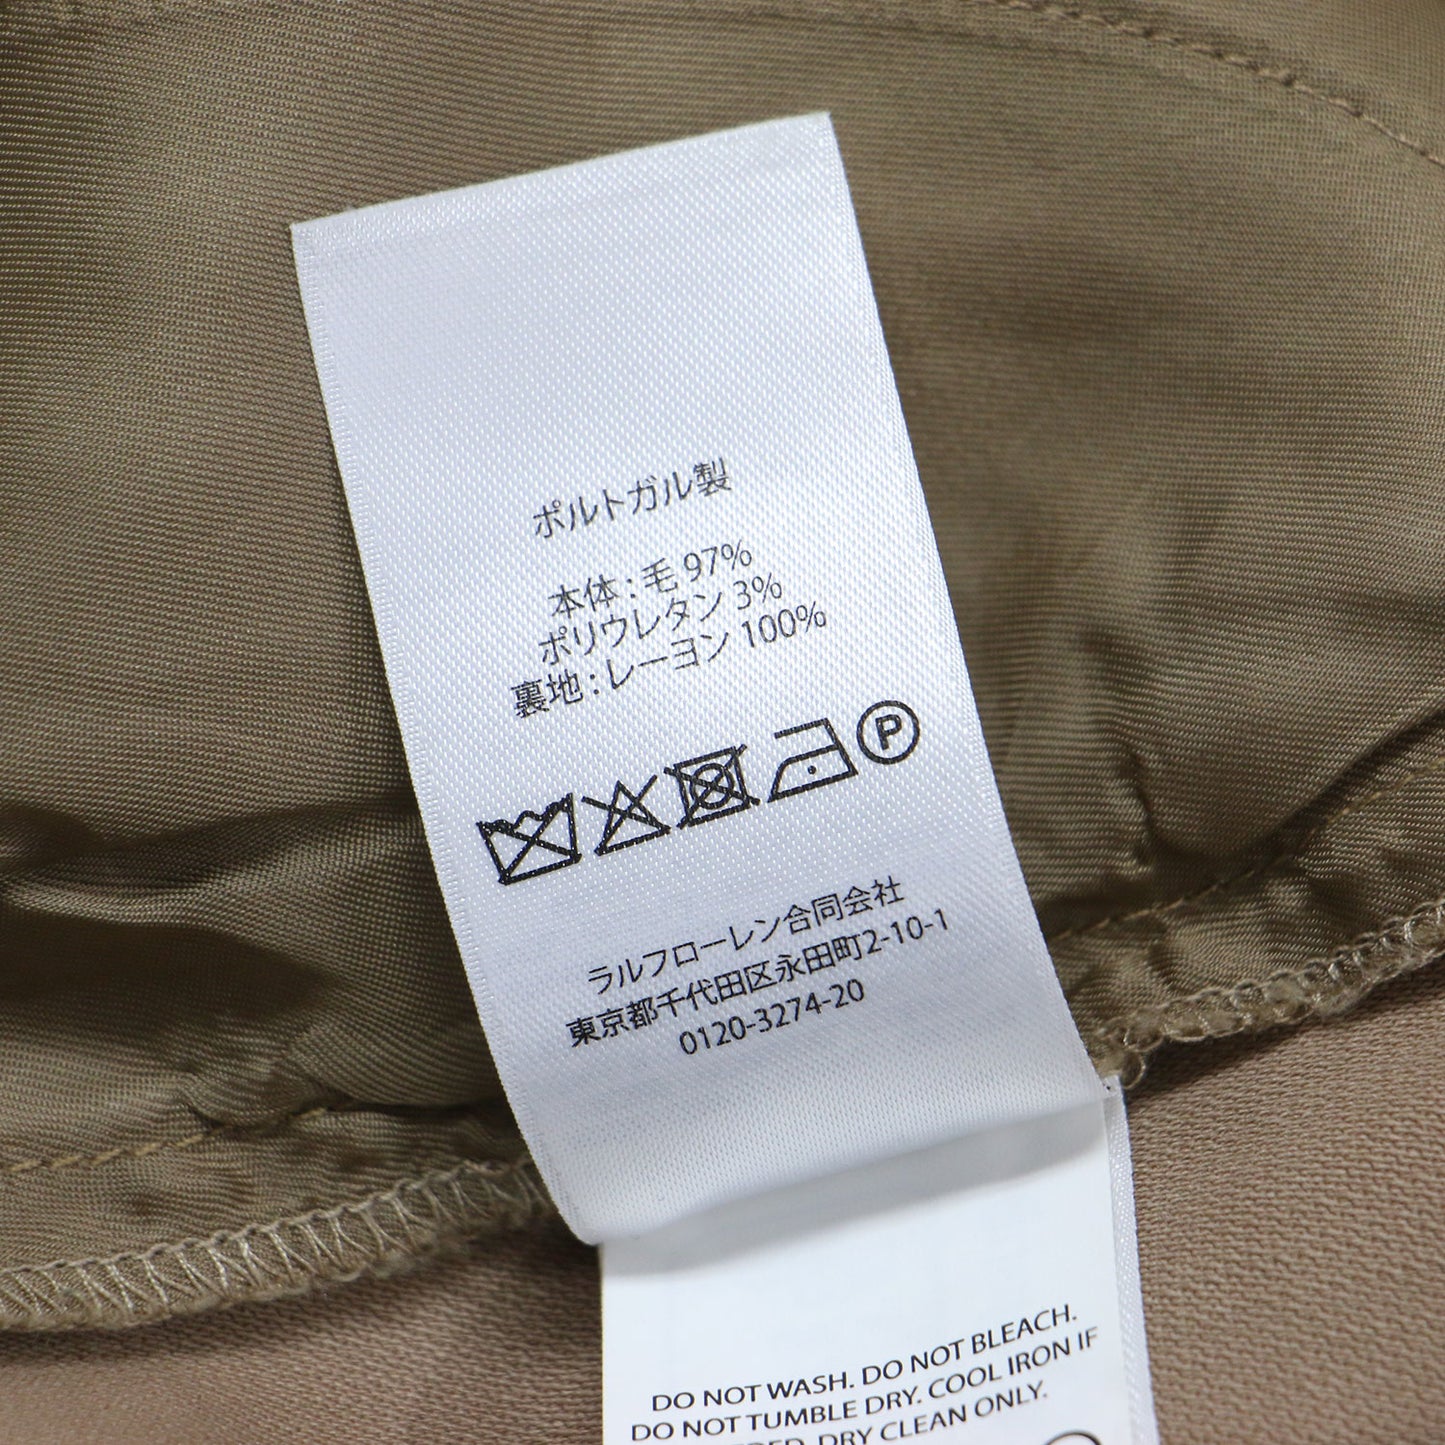 ポルトガル製
本体 : 毛 97%
ポリウレタン 3%
裏地 : レーヨン 100%
P
ラルフローレン合同会社
東京都千代田区永田町2-10-1
0120-3274-20
DO NOT WASH. DO NOT BLEACH.
DO NOT TUMBLE DRY. COOL IRON IF
DRY CLEAN ONLY.